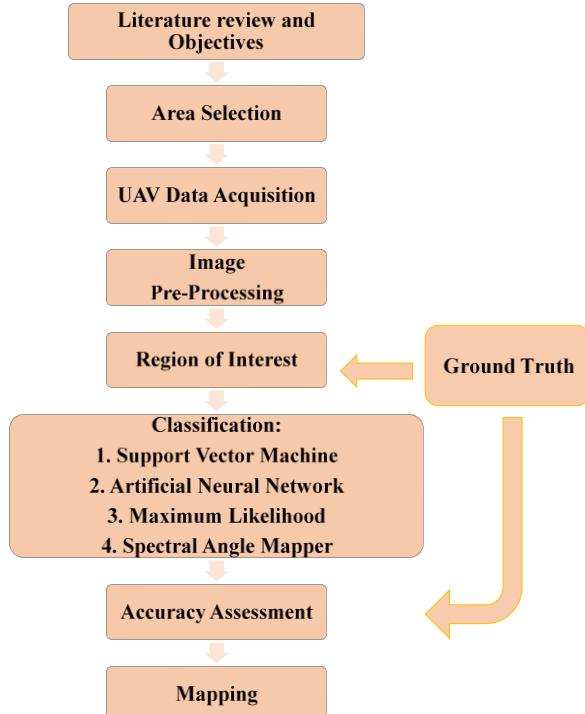 Literature review and
Objectives
Area Selection
UAV Data Acquisition
Image
Pre-Processing
Region of Interest
Ground Truth
Classification:
1. Support Vector Machine
2. Artificial Neural Network
3. Maximum Likelihood
4. Spectral Angle Mapper
Accuracy Assessment
Mapping